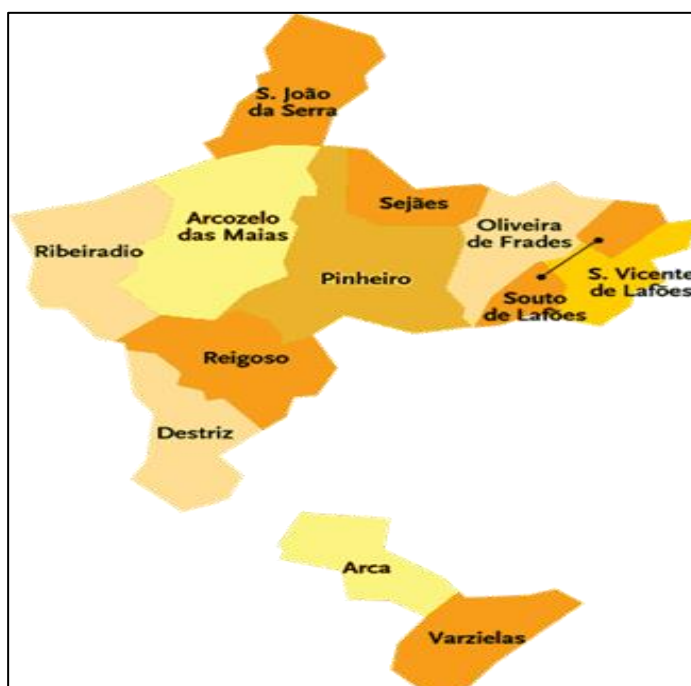 S. João
da Serra
Sejães
Arcozelo
das Maias
Oliveira
de Frades
Ribeiradio
Pinheiro
S. Vicente
de Lafões
Souto
de Lafões
Reigoso
Destriz
Arca
Varzielas